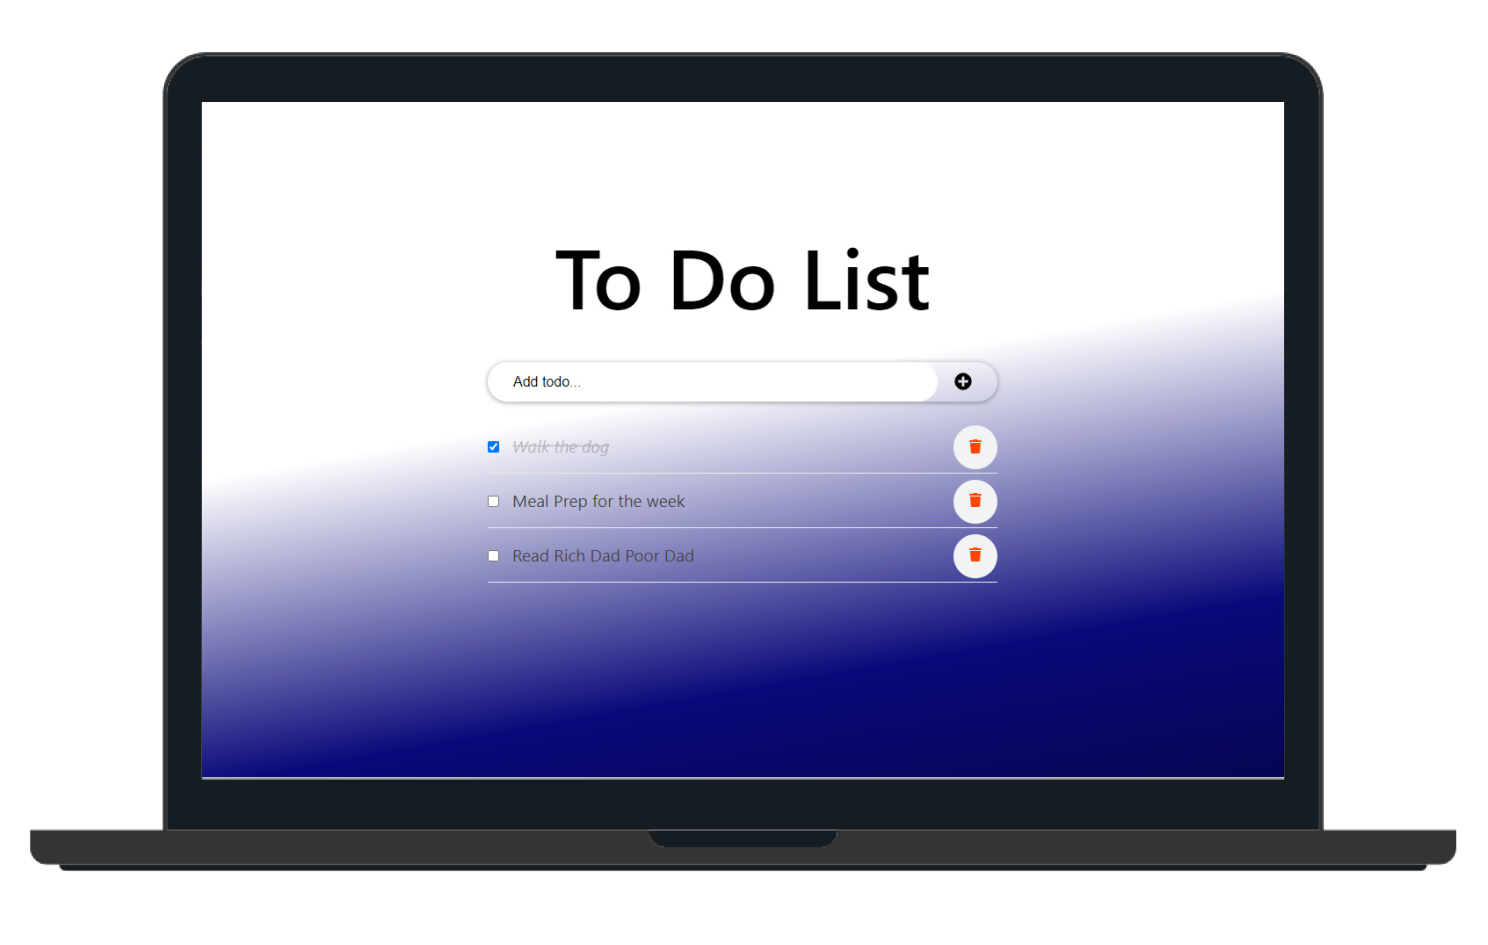 To Do List
Add todo...
Walk the dog
Meal Prep for the week
Read Rich Dad Poor Dad